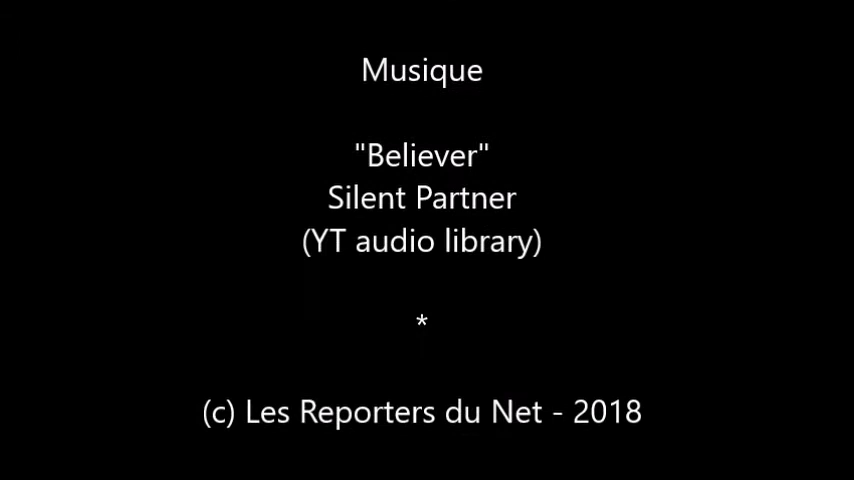 Musique
"Believer"
Silent Partner
(YT audio library)
*
(c) Les Reporters du Net - 2018